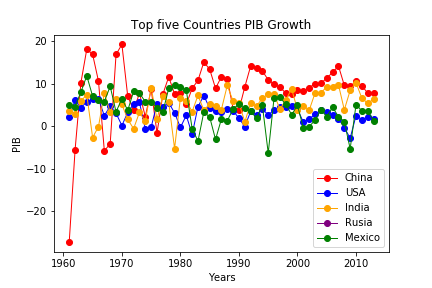 Top five Countries PIB Growth
PIB
20
10
0
−10
−20
1960 1970 1980 1990 2000 2010
Years
China
USA
India
Rusia
Mexico